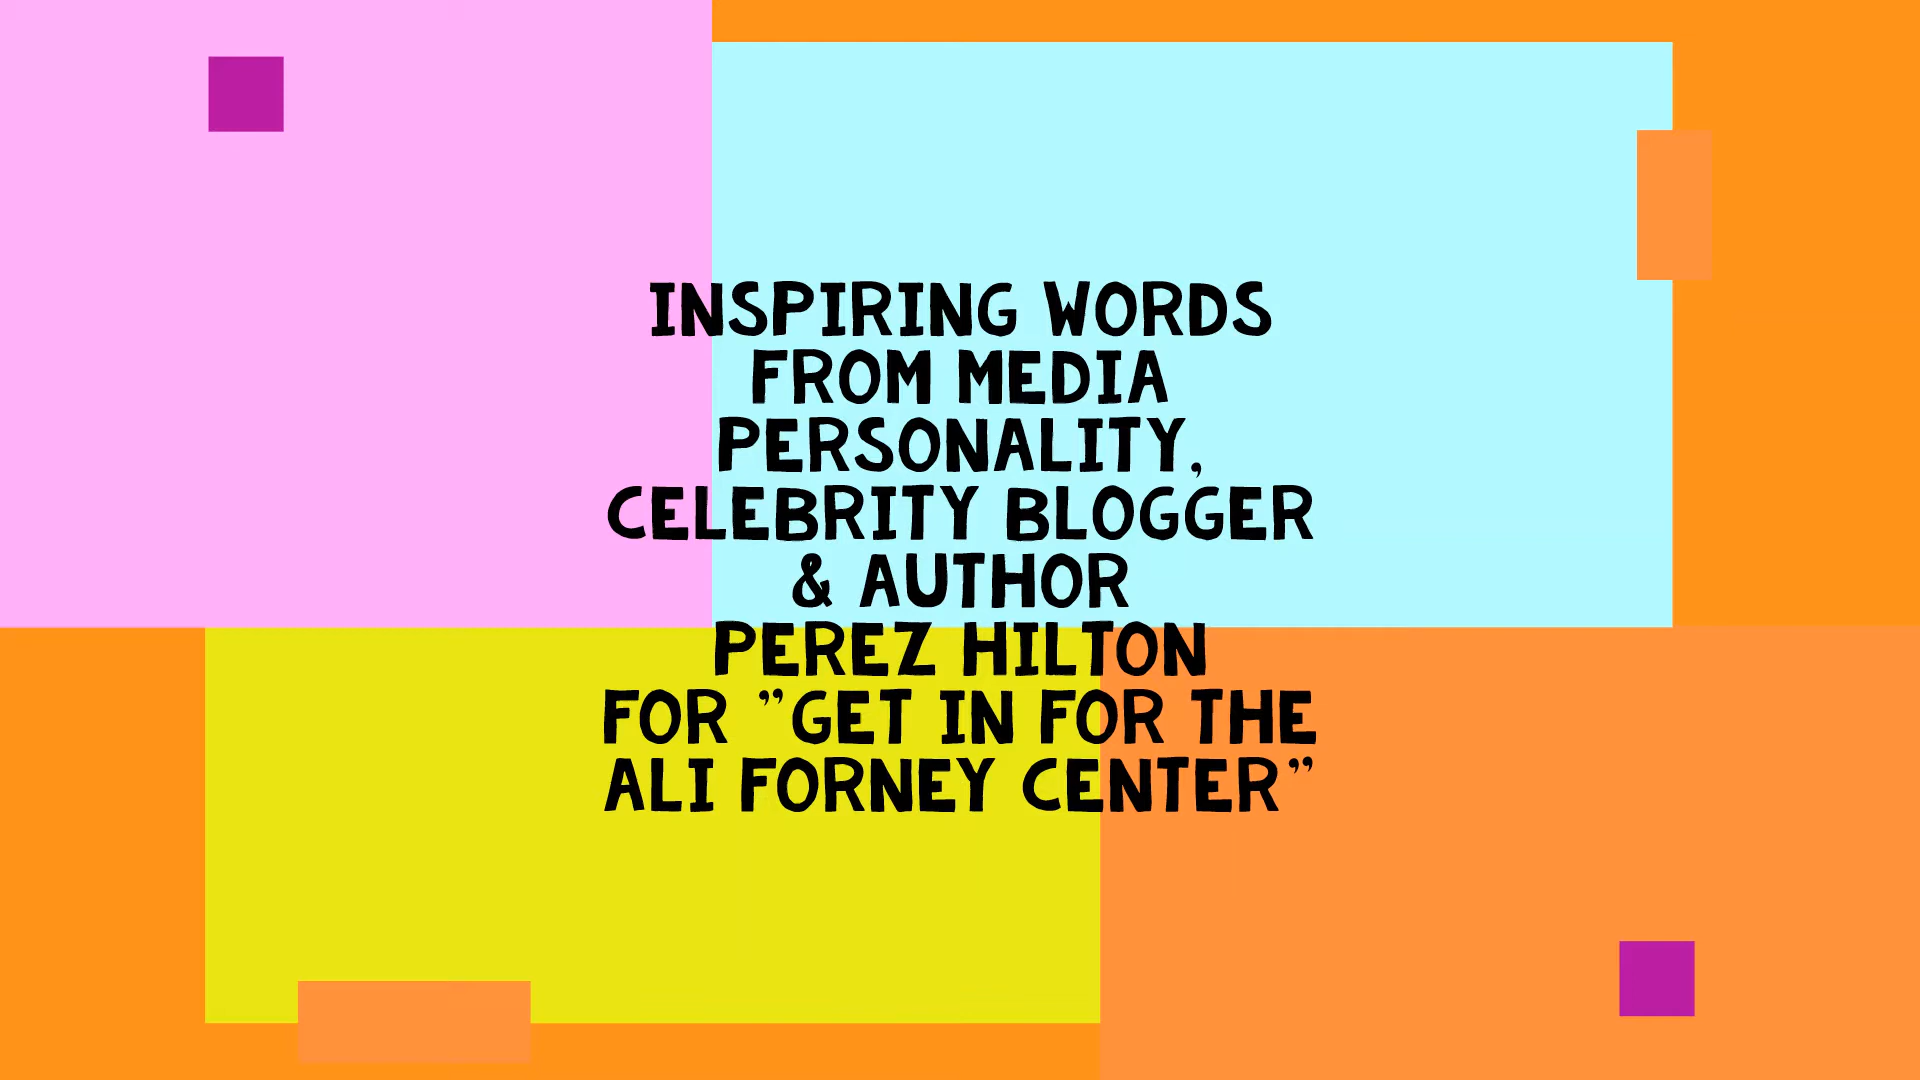 INSPIRING WORDS
FROM MEDIA
PERSONALITY,
CELEBRITY BLOGGER
& AUTHOR
PEREZ HILTON
FOR ”GET IN FOR THE
ALI FORNEY CENTER”